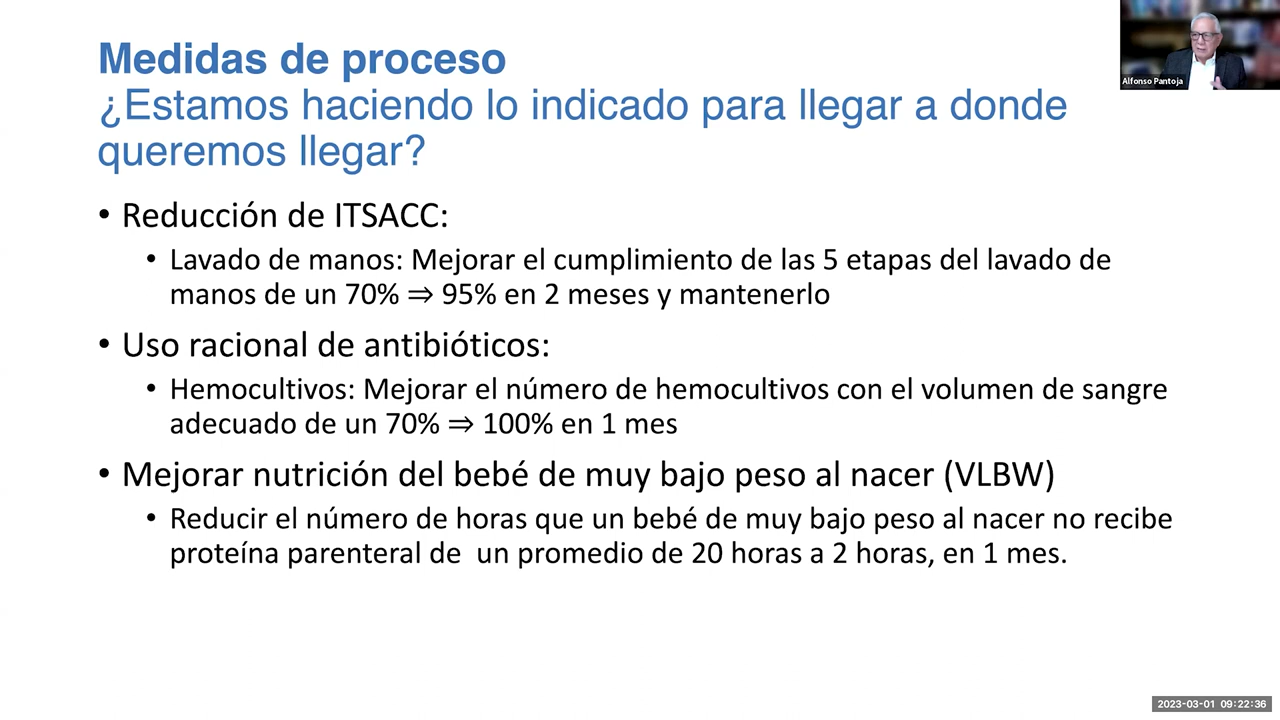 Medidas de proceso
¿Estamos haciendo lo indicado para llegar a donde
queremos llegar?
• Reducción de ITSACC:
• Lavado de manos: Mejorar el cumplimiento de las 5 etapas del lavado de
manos de un 70% ⇒ 95% en 2 meses y mantenerlo
• Uso racional de antibióticos:
• Hemocultivos: Mejorar el número de hemocultivos con el volumen de sangre
adecuado de un 70% ⇒ 100% en 1 mes
• Mejorar nutrición del bebé de muy bajo peso al nacer (VLBW)
• Reducir el número de horas que un bebé de muy bajo peso al nacer no recibe
proteína parenteral de  un promedio de 20 horas a 2 horas, en 1 mes.
Alfonso Pantoja
2023-03-01 09:22:36